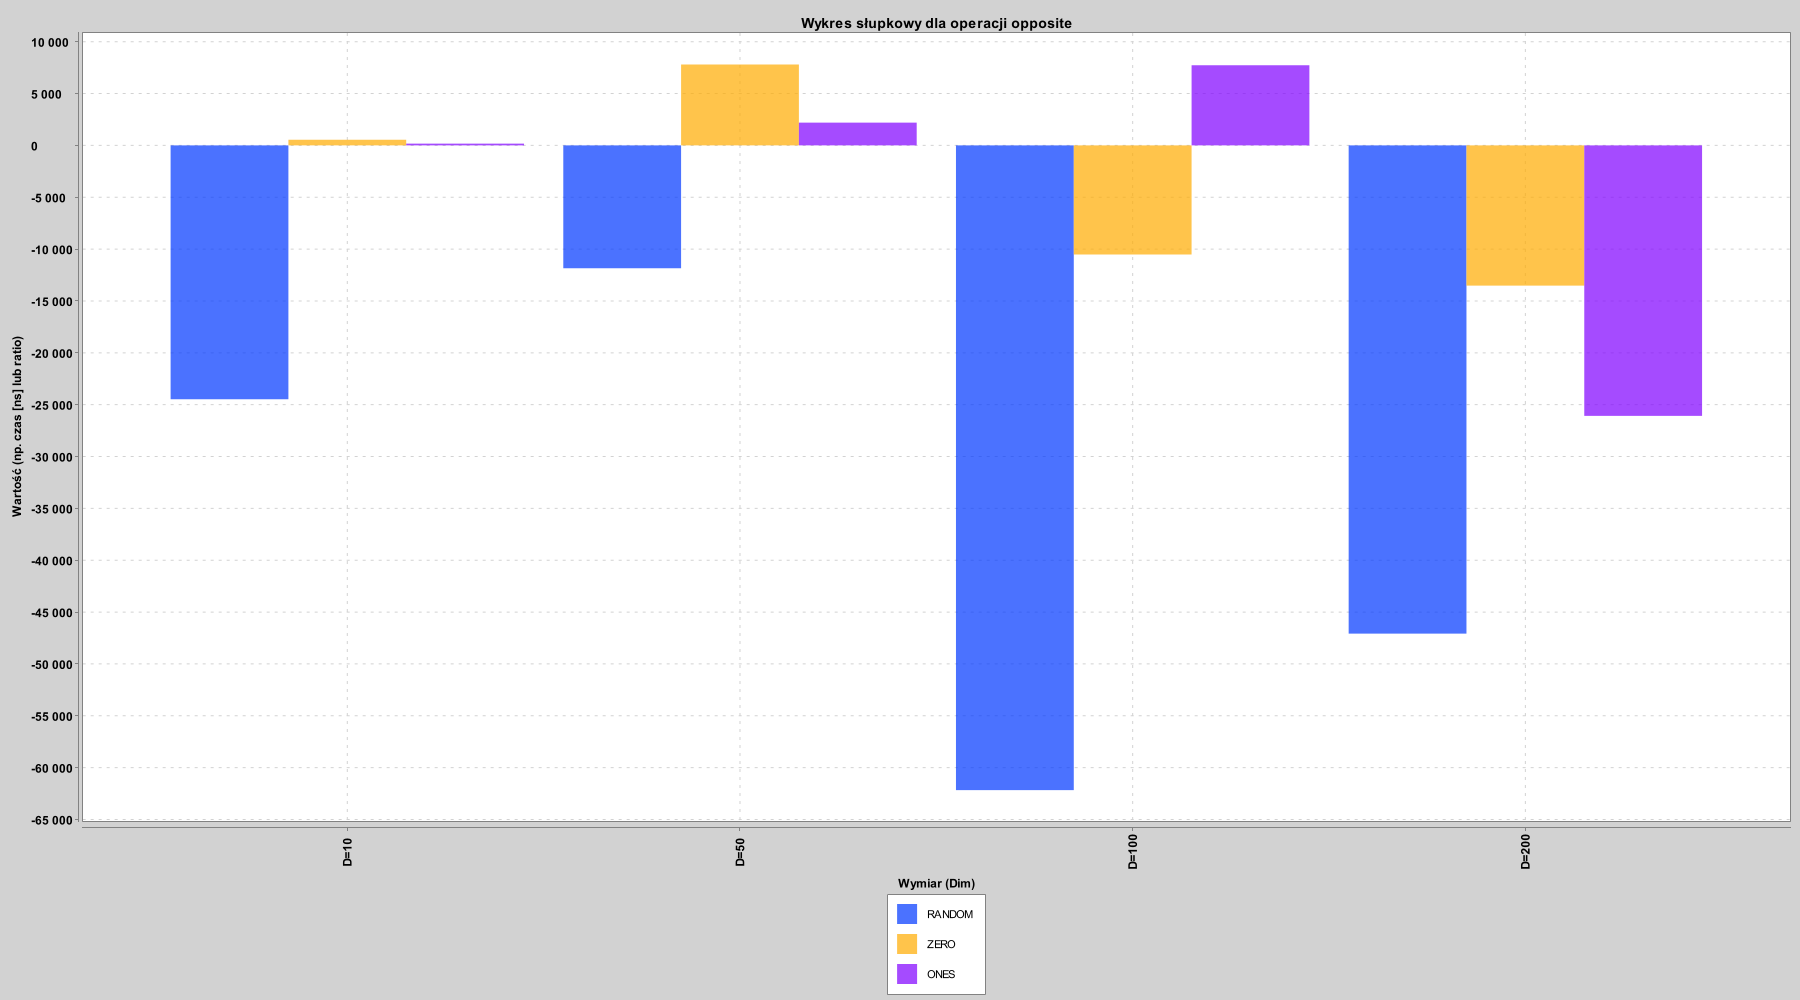 Wykres słupkowy dla operacji opposite
Wartość (np. czas [ns] lub ratio)
10 000
5 000
0
-5 000
-10 000
-15 000
-20 000
-25 000
-30 000
-35 000
-40 000
-45 000
-50 000
-55 000
-60 000
-65 000
D=10
D=50
D=100
D=200
Wymiar (Dim)
RANDOM
ZERO
ONES